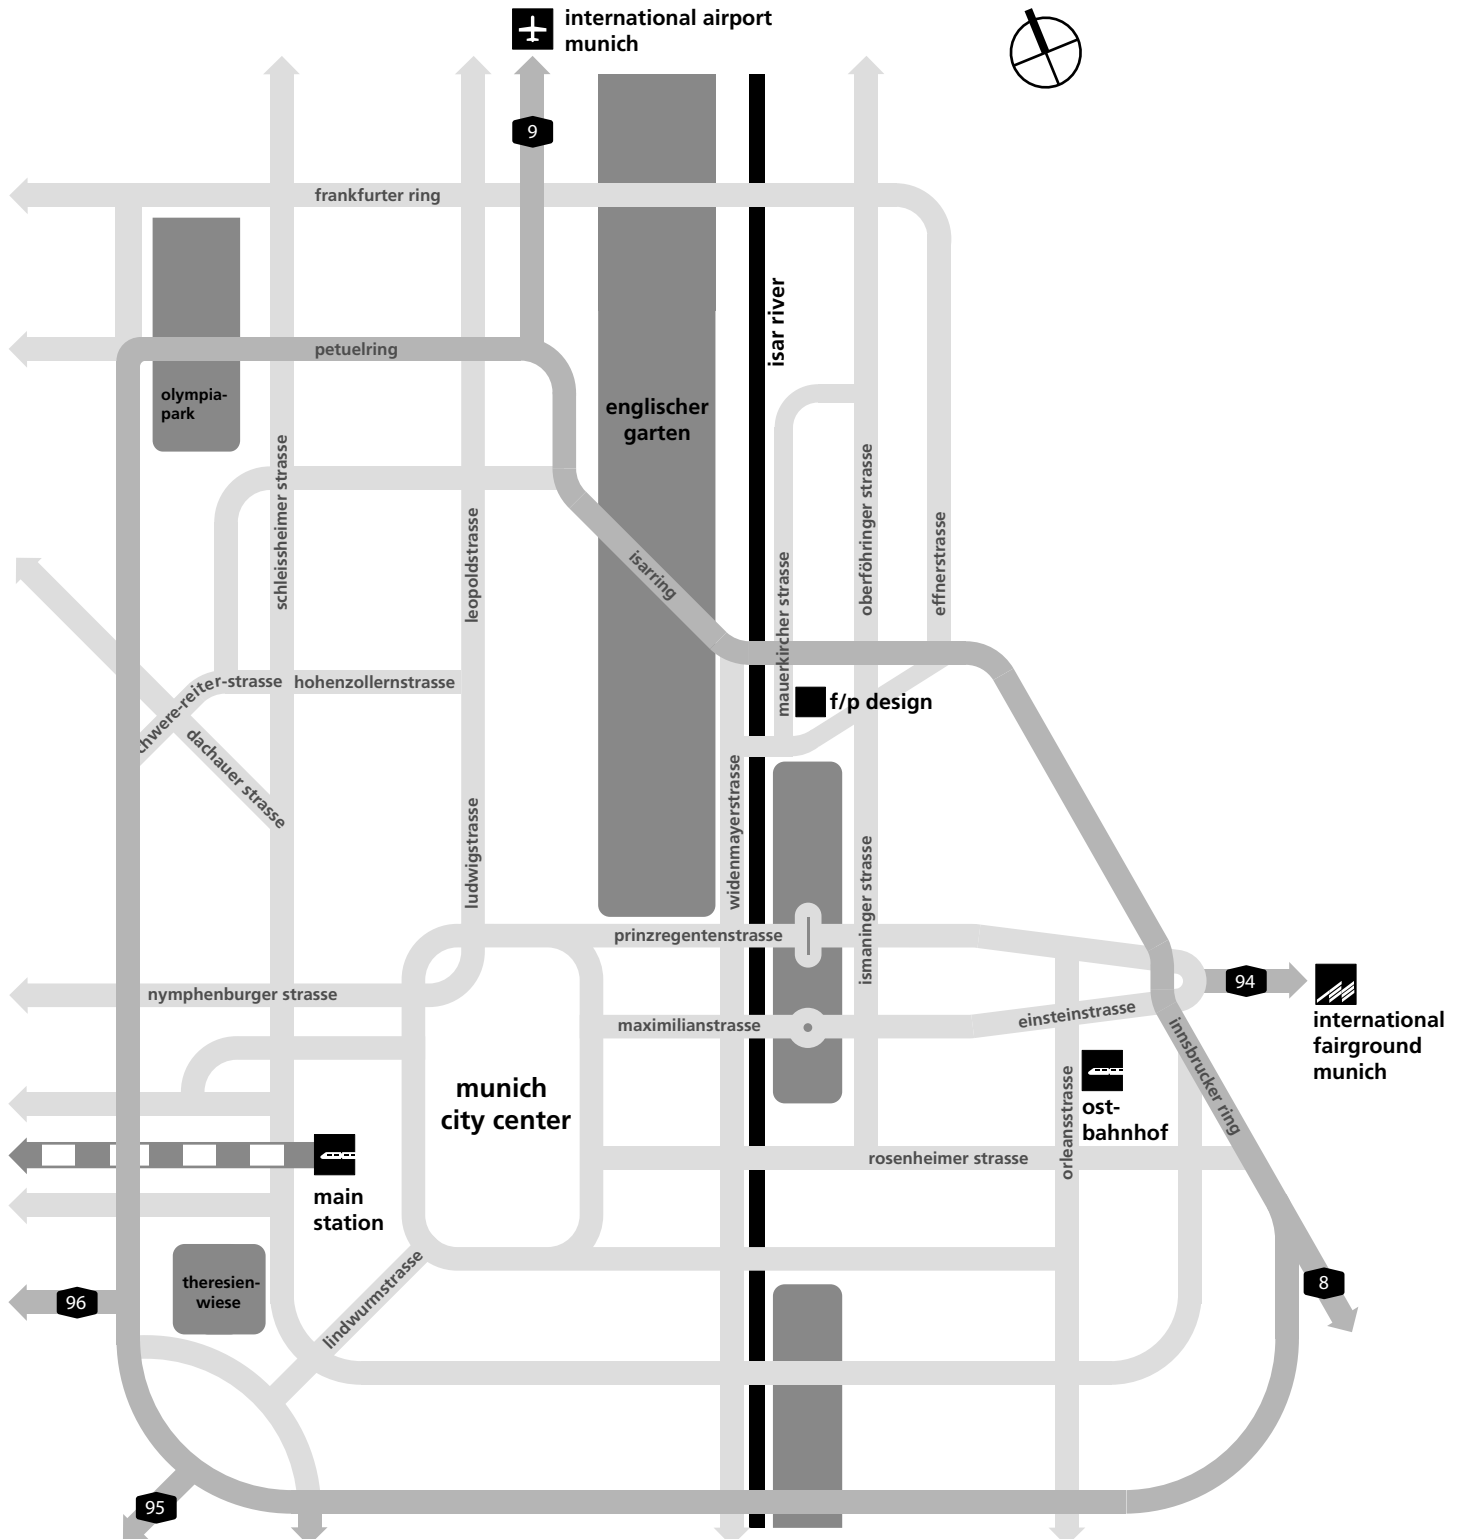 international airport
munich
9
frankfurter ring
isar river
petuelring
olympia-
park
englischer
garten
schleissheimer strasse
leopoldstrasse
isarring
mauerkircher strasse
oberföhringer strasse
effnerstrasse
chwere-reiter-strasse
hohenzollernstrasse
f/p design
dachauer strasse
widenmayerstrasse
ludwigstrasse
ismaninger strasse
prinzregentenstrasse
94
nymphenburger strasse
maximilianstrasse
einsteinstrasse
international
fairground
munich
innsbrucker ring
munich
city center
ost-
bahnhof
orleansstrasse
rosenheimer strasse
main
station
theresien-
wiese
lindwurmstrasse
96
8
95